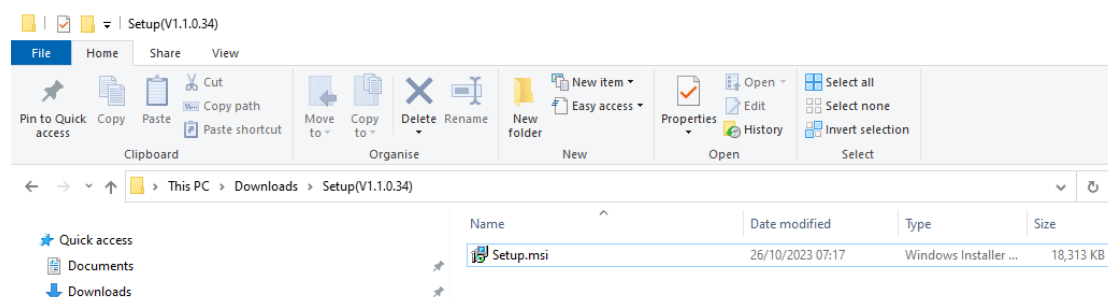 Setup(V1.1.0.34)
File Home Share View
Pin to Quick access
Copy
Paste
Cut
Copy path
Paste shortcut
Clipboard
Move to
Copy to
Delete
Rename
Organise
New folder
New item
Easy access
New
Properties
Open
Edit
History
Open
Select all
Select none
Invert selection
Select
This PC > Downloads > Setup(V1.1.0.34)
Name Date modified Type Size
Quick access
Documents
Downloads
Setup.msi 26/10/2023 07:17 Windows Installer ... 18,313 KB